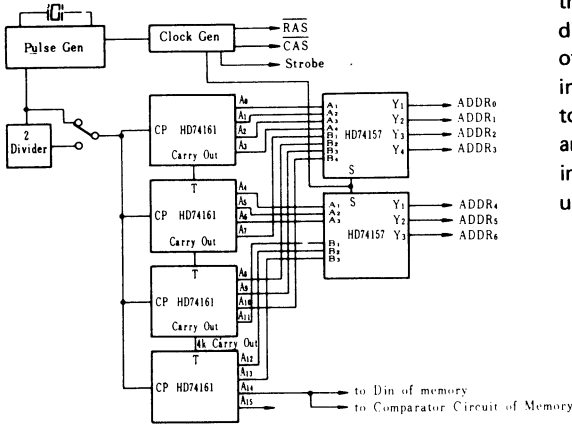 Pulse Gen
Clock Gen
RAS
CAS
Strobe
2
Divider
CP HD74161
Carry Out
A0
A1
A2
A3
T
CP HD74161
A4
A5
A6
A7
T
CP HD74161
Carry Out
A8
A9
A10
A11
4k Carry Out
T
CP HD74161
A12
A13
A14
A15
A1
A2
A3
A4
B1
B2
B3
B4
HD74157
S
Y1
Y2
Y3
Y4
ADDR0
ADDR1
ADDR2
ADDR3
S
A1
A2
A3
B1
B2
B3
HD74157
Y1
Y2
Y3
ADDR4
ADDR5
ADDR6
to Din of memory
to Comparator Circuit of Memory